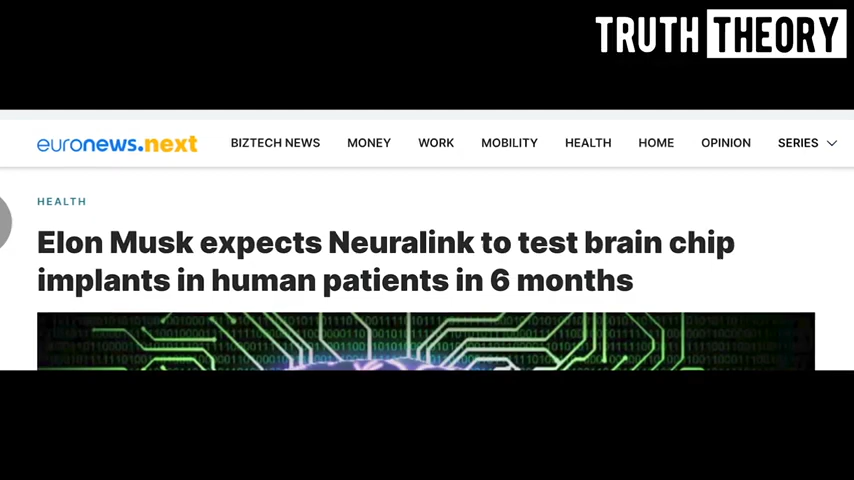 TRUTH THEORY
euronews.next BIZTECH NEWS MONEY WORK MOBILITY HEALTH HOME OPINION SERIES
HEALTH
Elon Musk expects Neuralink to test brain chip
implants in human patients in 6 months